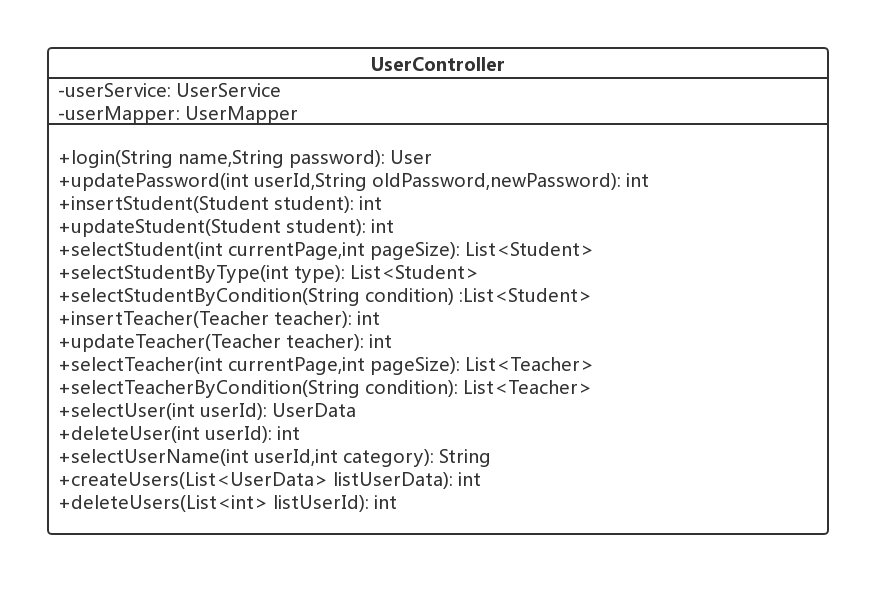 UserController
-userService: UserService
-userMapper: UserMapper
+login(String name,String password): User
+updatePassword(int userId,String oldPassword,newPassword): int
+insertStudent(Student student): int
+updateStudent(Student student): int
+selectStudent(int currentPage,int pageSize): List<Student>
+selectStudentByType(int type): List<Student>
+selectStudentByCondition(String condition) :List<Student>
+insertTeacher(Teacher teacher): int
+updateTeacher(Teacher teacher): int
+selectTeacher(int currentPage,int pageSize): List<Teacher>
+selectTeacherByCondition(String condition): List<Teacher>
+selectUser(int userId): UserData
+deleteUser(int userId): int
+selectUserName(int userId,int category): String
+createUsers(List<UserData> listUserData): int
+deleteUsers(List<int> listUserId): int